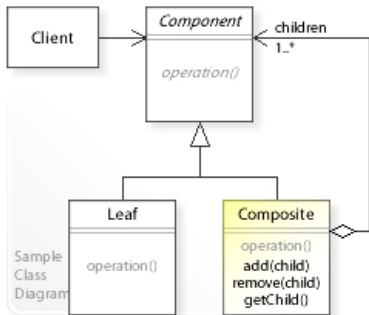 Client
Component
operation()
children
1..*
Leaf
operation()
Composite
operation()
add(child)
remove(child)
getChild()
Sample
Class
Diagram